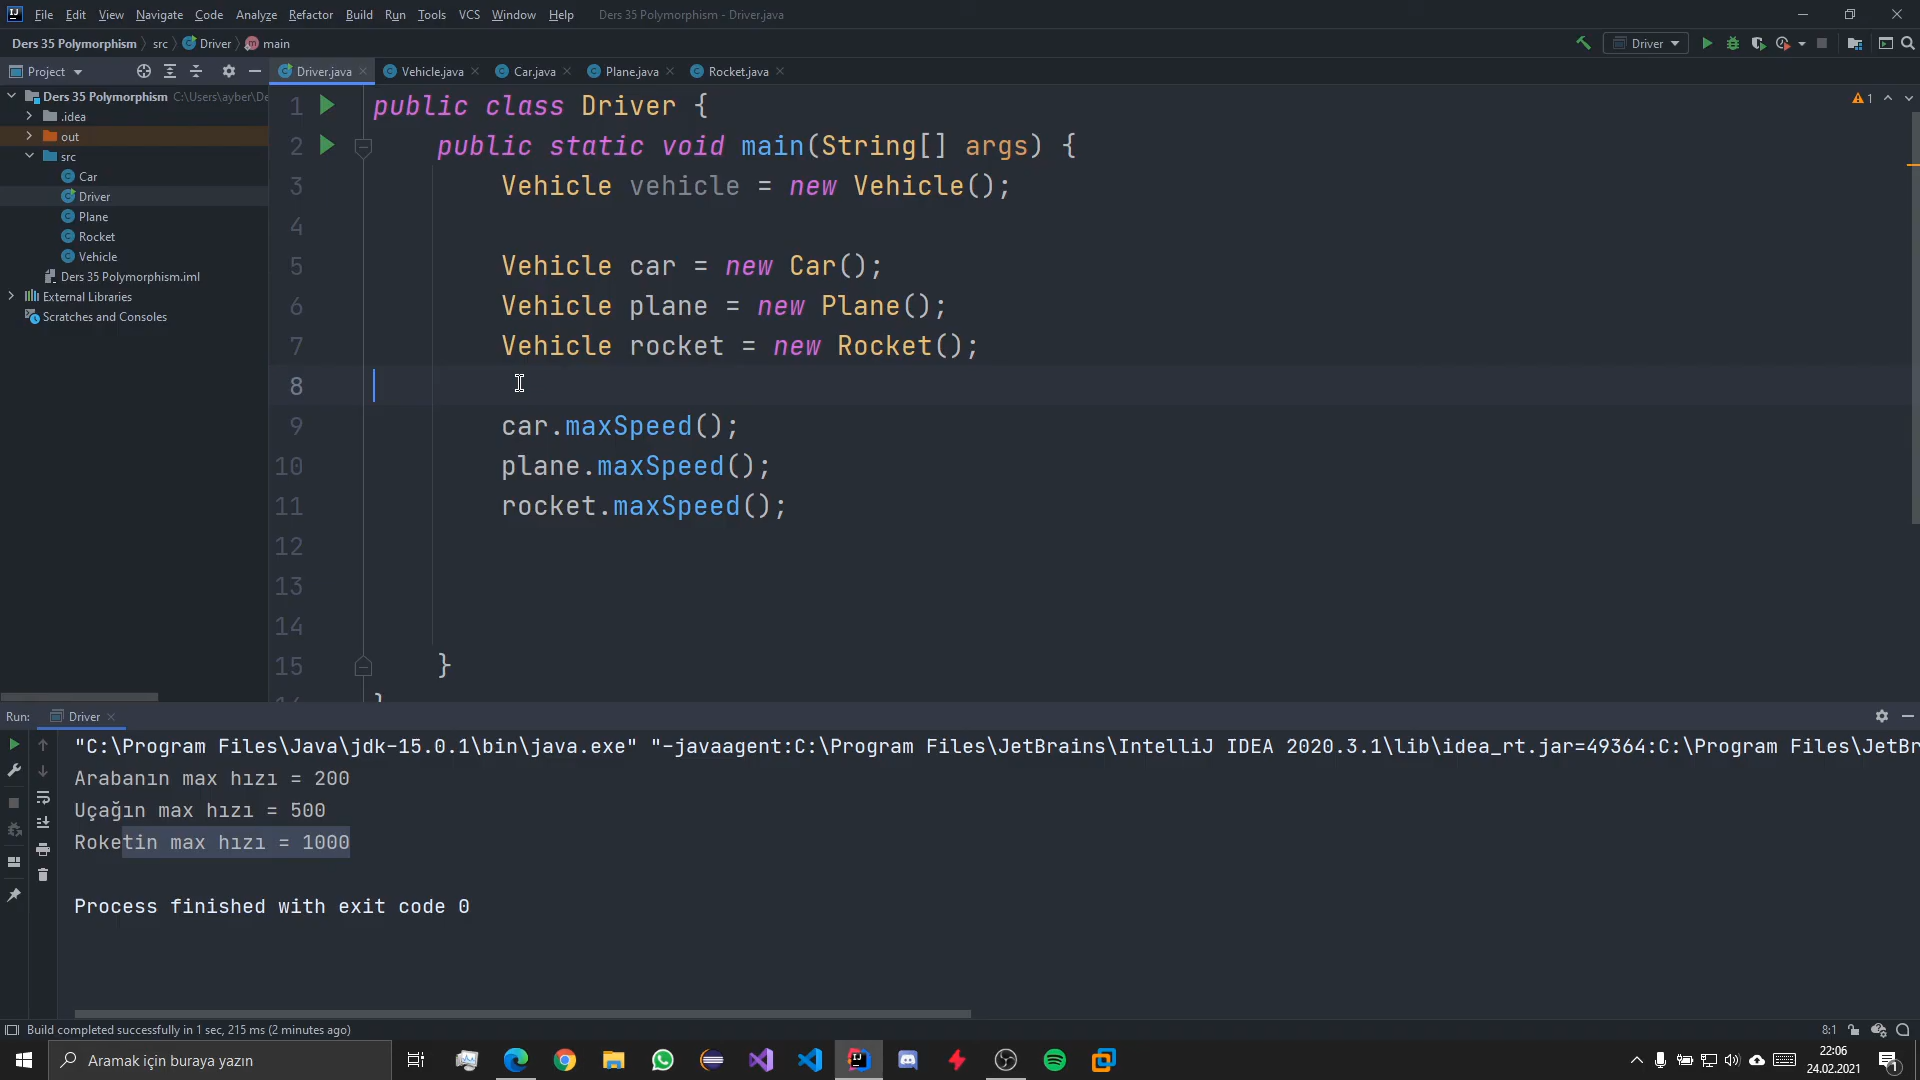 File Edit View Navigate Code Analyze Refactor Build Run Tools VCS Window Help Ders 35 Polymorphism - Driver.java
Ders 35 Polymorphism src Driver main
Driver
Project
Driver.java Vehicle.java Car.java Plane.java Rocket.java
Ders 35 Polymorphism C:\Users\ayber\De
.idea
out
src
Car
Driver
Plane
Rocket
Vehicle
Ders 35 Polymorphism.iml
External Libraries
Scratches and Consoles
1
1 public class Driver {
2 public static void main(String[] args) {
3 Vehicle vehicle = new Vehicle();
4
5 Vehicle car = new Car();
6 Vehicle plane = new Plane();
7 Vehicle rocket = new Rocket();
8
9 car.maxSpeed();
10 plane.maxSpeed();
11 rocket.maxSpeed();
12
13
14
15 }
Run: Driver
"C:\Program Files\Java\jdk-15.0.1\bin\java.exe" "-javaagent:C:\Program Files\JetBrains\IntelliJ IDEA 2020.3.1\lib\idea_rt.jar=49364:C:\Program Files\JetBr
Arabanın max hızı = 200
Uçağın max hızı = 500
Roketin max hızı = 1000
Process finished with exit code 0
Build completed successfully in 1 sec, 215 ms (2 minutes ago)
8:1
Aramak için buraya yazın
22:06
24.02.2021
1